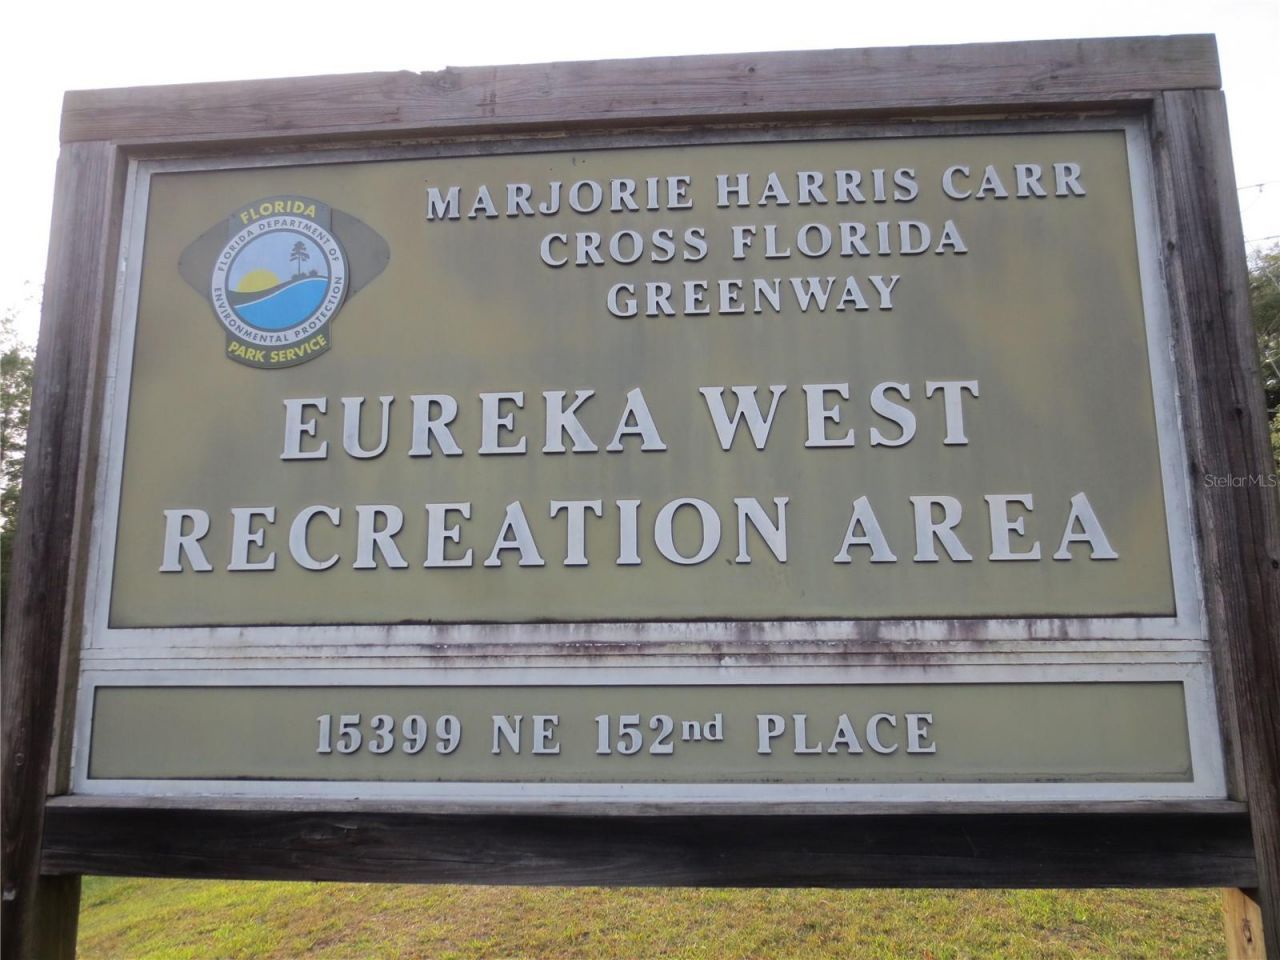 MARJORIE HARRIS CARR
CROSS FLORIDA
GREENWAY
FLORIDA
FLORIDA DEPARTMENT OF
ENVIRONMENTAL PROTECTION
PARK SERVICE
EUREKA WEST
RECREATION AREA
15399 NE 152nd PLACE
StellarMLS